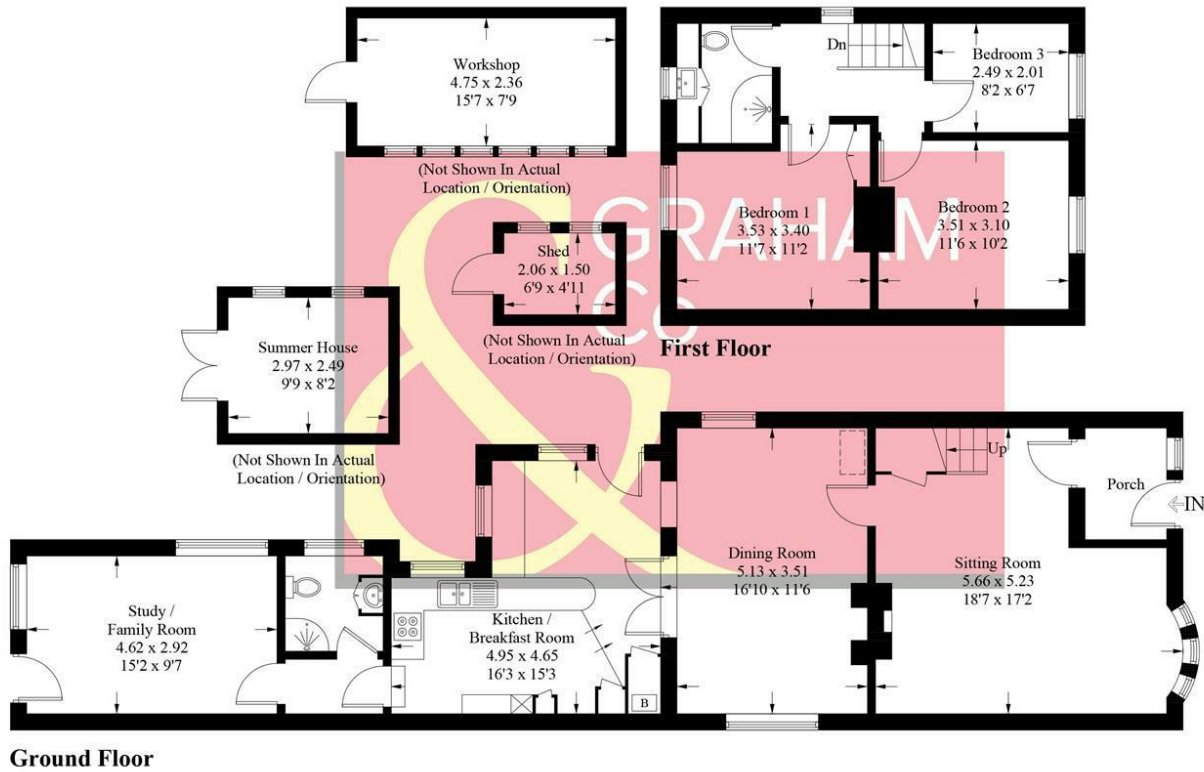 Workshop
4.75 x 2.36
15'7 x 7'9
(Not Shown In Actual
Location / Orientation)
Dn
Bedroom 3
2.49 x 2.01
8'2 x 6'7
GRAHAM
&
Co
Bedroom 1
3.53 x 3.40
11'7 x 11'2
Bedroom 2
3.51 x 3.10
11'6 x 10'2
Shed
2.06 x 1.50
6'9 x 4'11
(Not Shown In Actual
Location / Orientation)
First Floor
Summer House
2.97 x 2.49
9'9 x 8'2
(Not Shown In Actual
Location / Orientation)
Up
Porch
IN
Dining Room
5.13 x 3.51
16'10 x 11'6
Sitting Room
5.66 x 5.23
18'7 x 17'2
Study /
Family Room
4.62 x 2.92
15'2 x 9'7
Kitchen /
Breakfast Room
4.95 x 4.65
16'3 x 15'3
B
Ground Floor